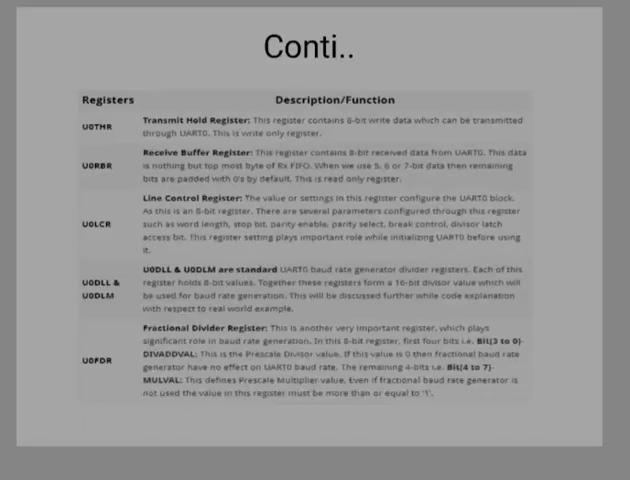 Conti..
Registers Description/Function
U0THR
Transmit Hold Register: This register contains 8-bit write data which can be transmitted
through UART0. This is write only register.
U0RBR
Receive Buffer Register: This register contains 8-bit received data from UART0. This data
is nothing but top most byte of Rx FIFO. When we use 5, 6 or 7-bit data then remaining
bits are padded with 0's by default. This is read only register.
U0LCR
Line Control Register: The value or settings in this register configure the UART0 block.
As this is an 8-bit register. There are several parameters configured through this register
such as word length, stop bit, parity enable, parity select, break control, divisor latch
access bit. This register setting plays important role while initializing UART0 before using
it.
U0DLL &
U0DLM
U0DLL & U0DLM are standard UART0 baud rate generator divider registers. Each of this
register holds 8-bit values. Together these registers form a 16-bit divisor value which will
be used for baud rate generation. This will be discussed further while code explanation
with respect to real world example.
U0FDR
Fractional Divider Register: This is another very important register, which plays
significant role in baud rate generation. In this 8-bit register, first four bits i.e. Bit[3 to 0]-
DIVADDVAL: This is the Prescale Divisor value. If this value is 0 then fractional baud rate
generator have no effect on UART0 baud rate. The remaining 4-bits i.e. Bit[4 to 7]-
MULVAL: This defines Prescale Multiplier value. Even if fractional baud rate generator is
not used the value in this register must be more than or equal to '1'.